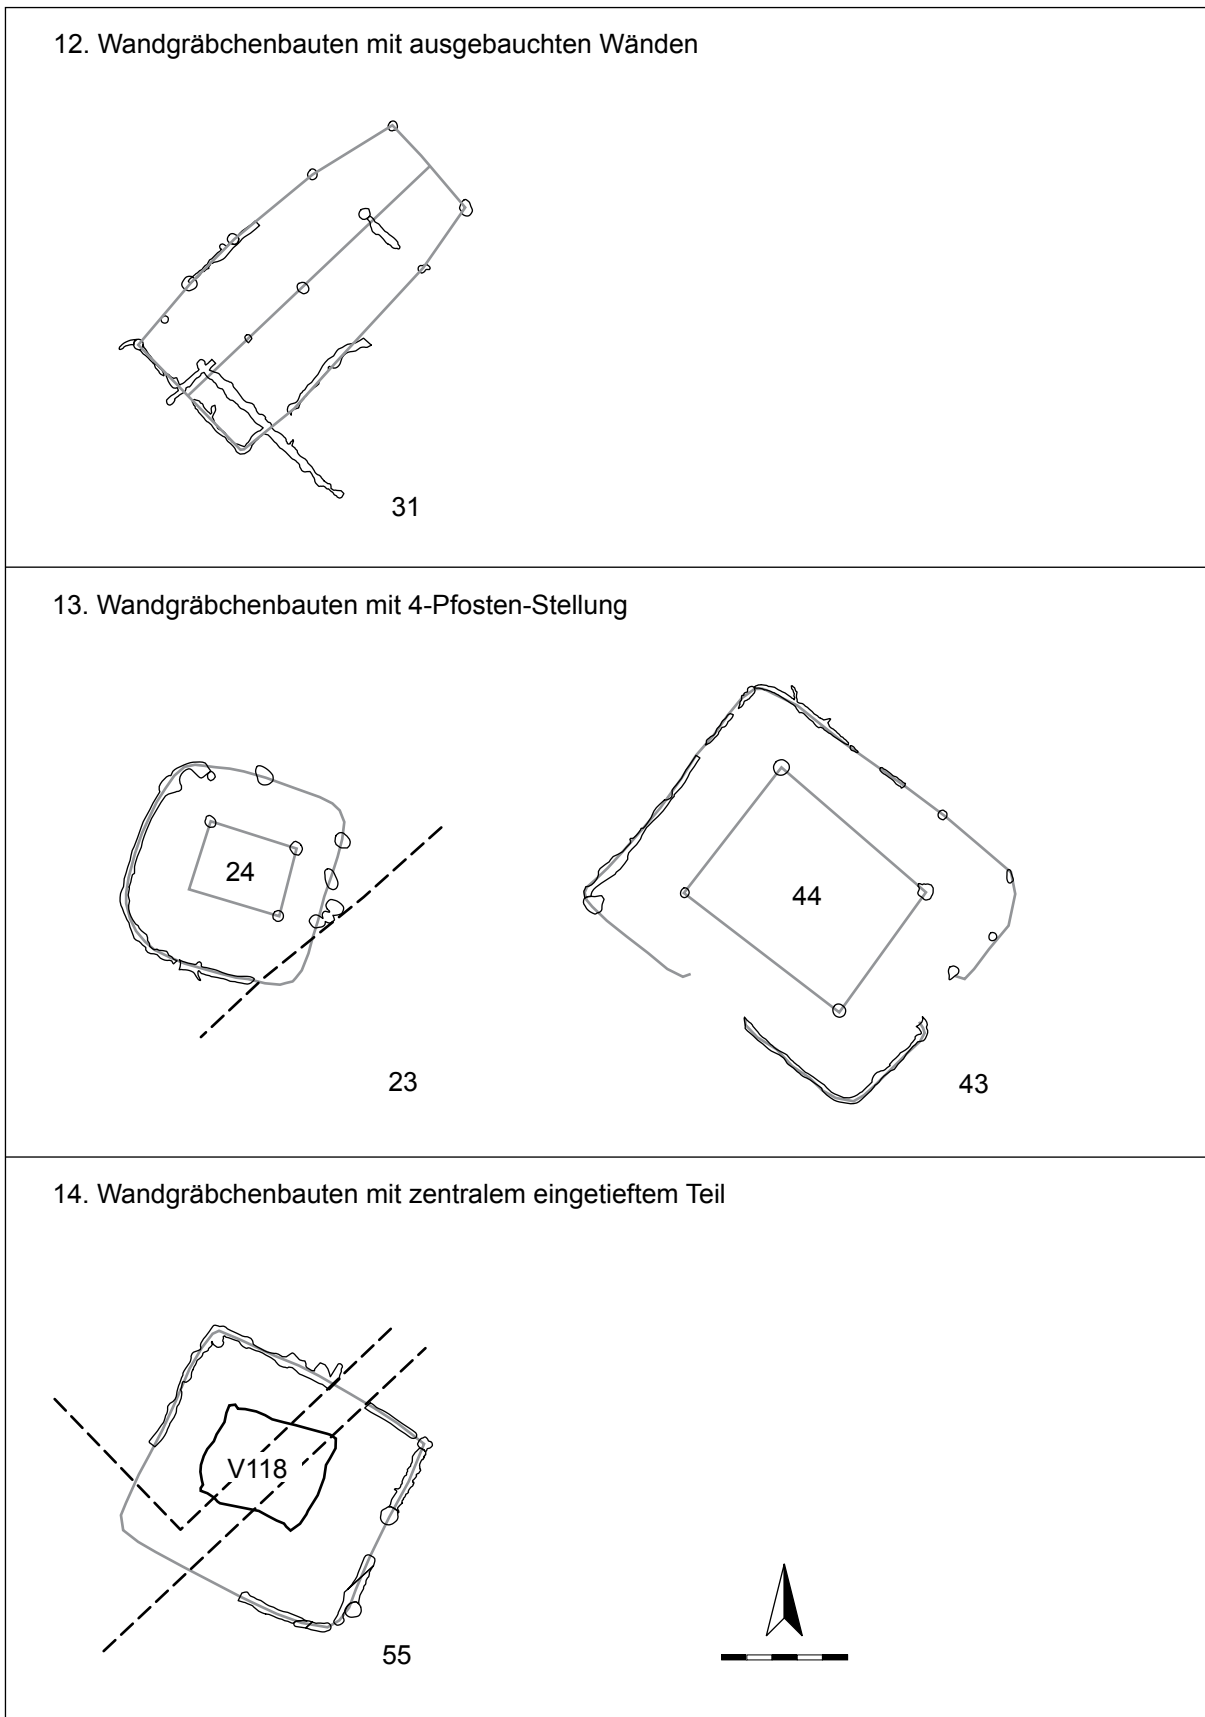 12. Wandgräbchenbauten mit ausgebauchten Wänden
31
13. Wandgräbchenbauten mit 4-Pfosten-Stellung
24
44
23
43
14. Wandgräbchenbauten mit zentralem eingetieftem Teil
V118
55